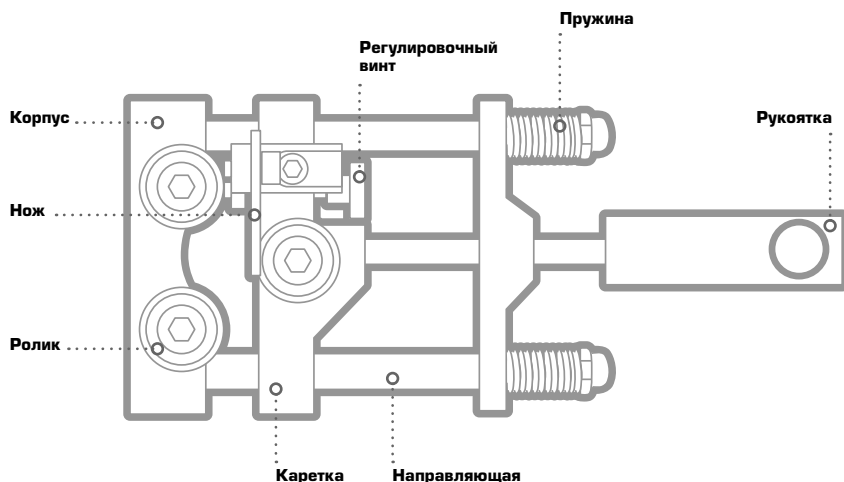 Пружина
Регулировочный
винт
Корпус
Рукоятка
Нож
Ролик
Каретка
Направляющая